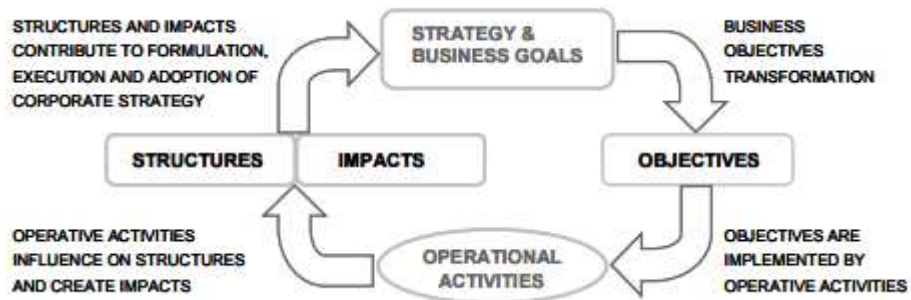 STRUCTURES AND IMPACTS
CONTRIBUTE TO FORMULATION,
EXECUTION AND ADOPTION OF
CORPORATE STRATEGY
STRATEGY &
BUSINESS GOALS
BUSINESS
OBJECTIVES
TRANSFORMATION
STRUCTURES
IMPACTS
OBJECTIVES
OPERATIVE ACTIVITIES
INFLUENCE ON STRUCTURES
AND CREATE IMPACTS
OPERATIONAL
ACTIVITIES
OBJECTIVES ARE
IMPLEMENTED BY
OPERATIVE ACTIVITIES